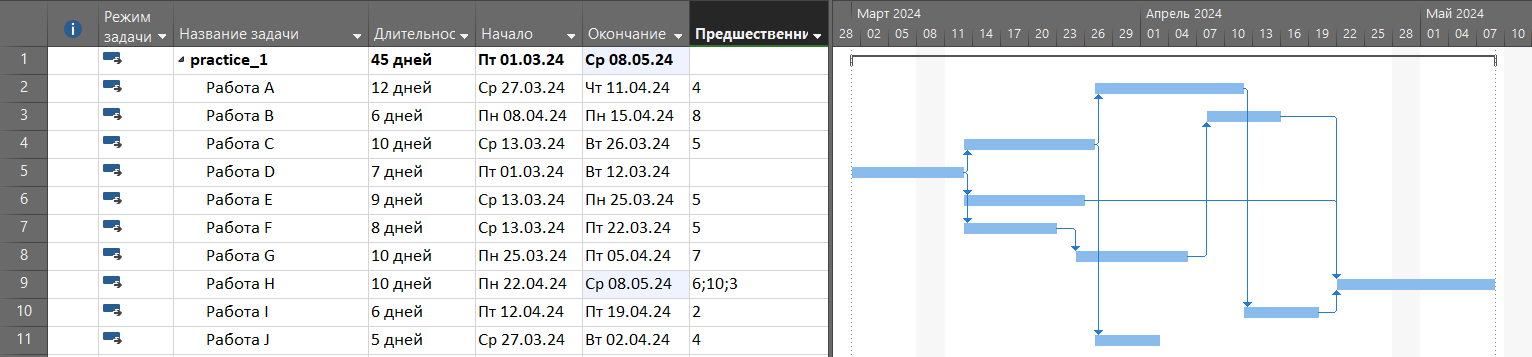 Режим задачи Название задачи Длительнос Начало Окончание Предшественни
Март 2024 Апрель 2024 Май 2024
28 02 05 08 11 14 17 20 23 26 29 01 04 07 10 13 16 19 22 25 28 01 04 07 10
1 practice_1 45 дней Пт 01.03.24 Ср 08.05.24
2 Работа A 12 дней Ср 27.03.24 Чт 11.04.24 4
3 Работа B 6 дней Пн 08.04.24 Пн 15.04.24 8
4 Работа C 10 дней Ср 13.03.24 Вт 26.03.24 5
5 Работа D 7 дней Пт 01.03.24 Вт 12.03.24
6 Работа E 9 дней Ср 13.03.24 Пн 25.03.24 5
7 Работа F 8 дней Ср 13.03.24 Пт 22.03.24 5
8 Работа G 10 дней Пн 25.03.24 Пт 05.04.24 7
9 Работа H 10 дней Пн 22.04.24 Ср 08.05.24 6;10;3
10 Работа I 6 дней Пт 12.04.24 Пт 19.04.24 2
11 Работа J 5 дней Ср 27.03.24 Вт 02.04.24 4